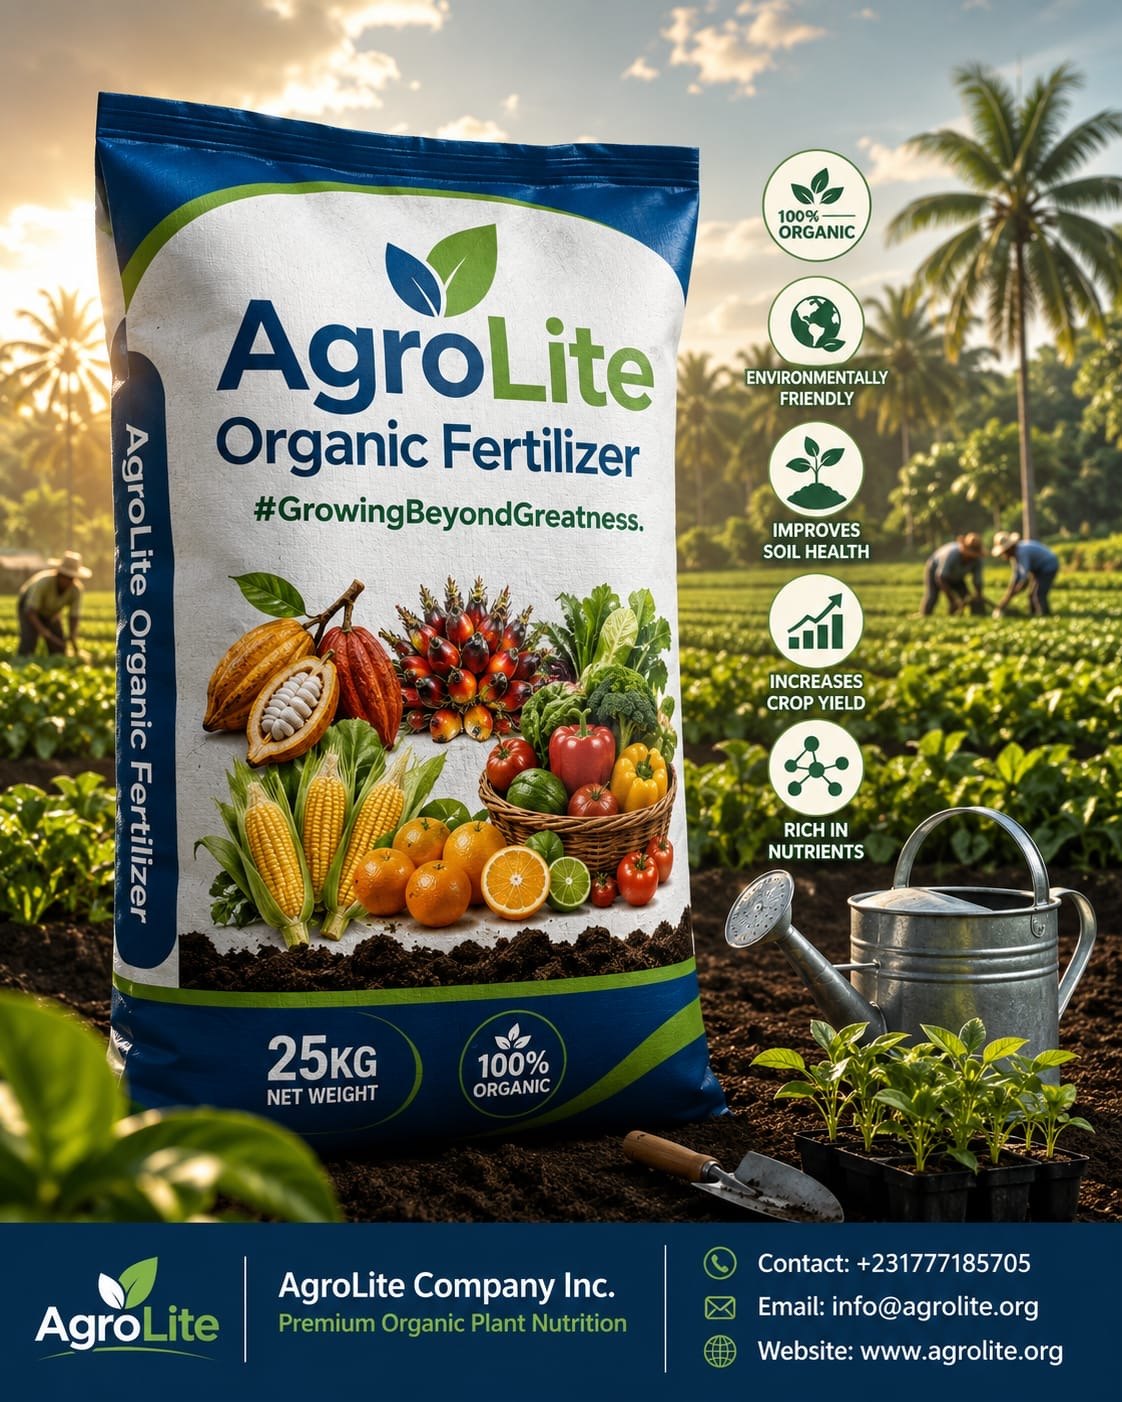 AgroLite
Organic Fertilizer
#GrowingBeyondGreatness.
AgroLite Organic Fertilizer
25KG
NET WEIGHT
100%
ORGANIC
100%
ORGANIC
ENVIRONMENTALLY
FRIENDLY
IMPROVES
SOIL HEALTH
INCREASES
CROP YIELD
RICH IN
NUTRIENTS
AgroLite
AgroLite Company Inc.
Premium Organic Plant Nutrition
Contact: +231777185705
Email: info@agrolite.org
Website: www.agrolite.org